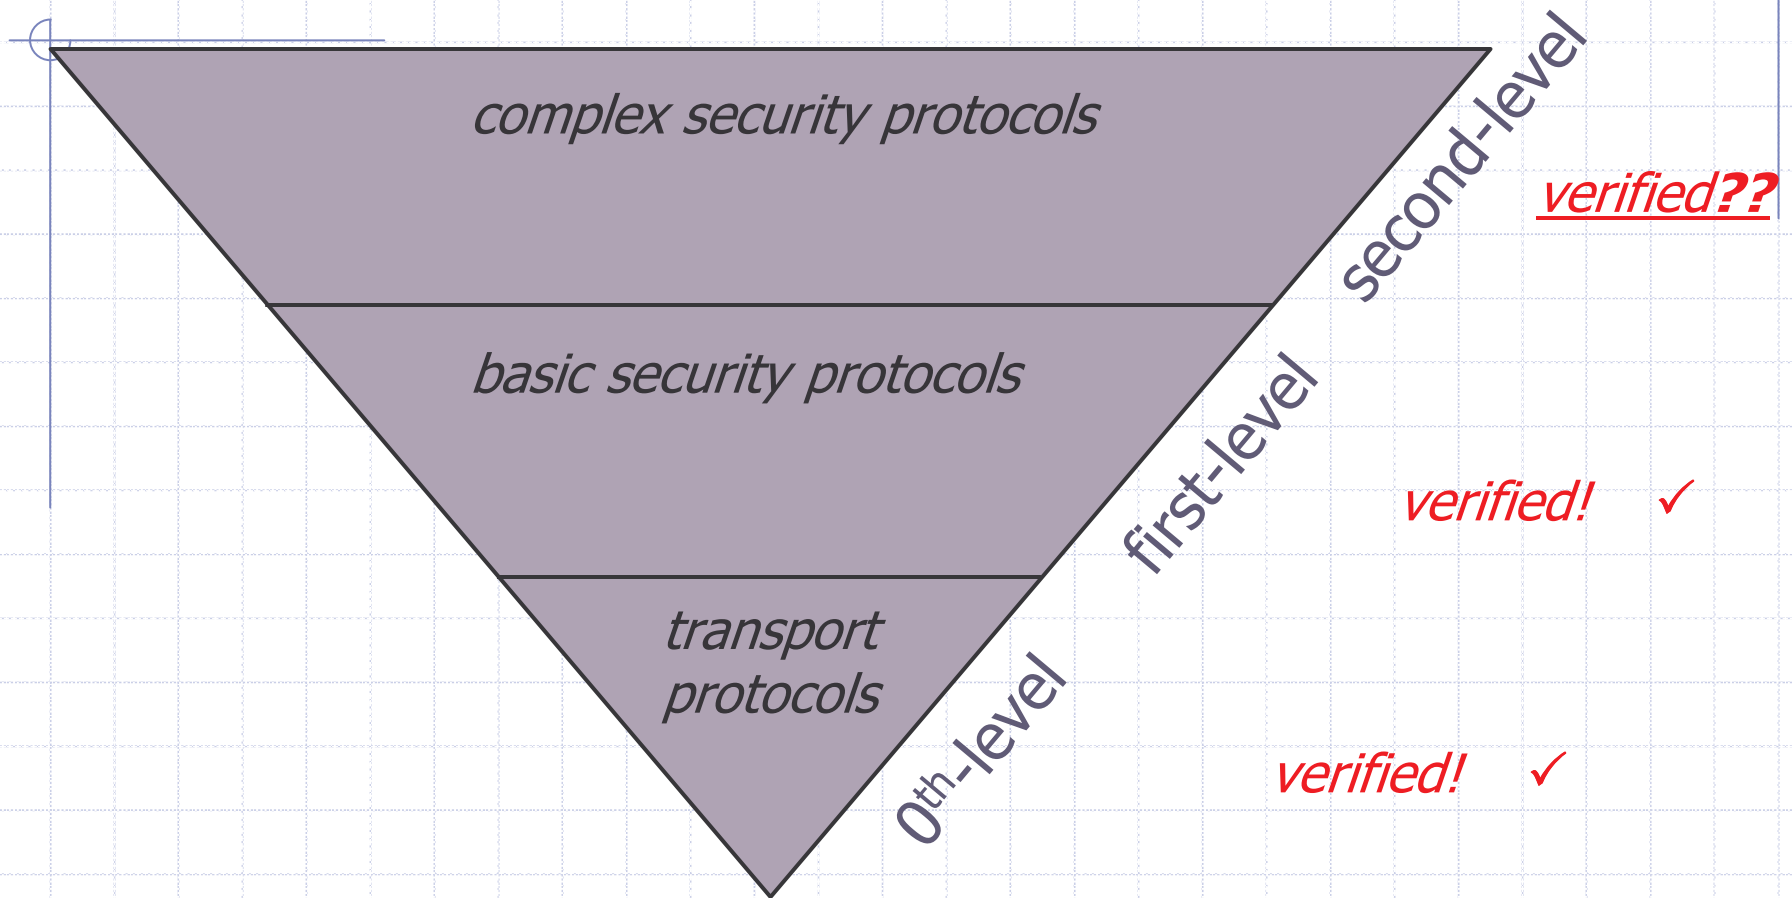 complex security protocols
second-level
verified??
basic security protocols
first-level
verified! ✓
transport
protocols
0th-level
verified! ✓